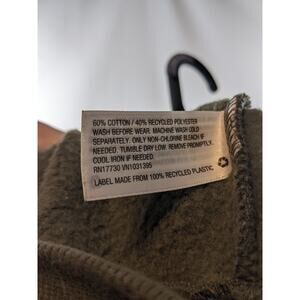 60% COTTON / 40% RECYCLED POLYESTER
WASH BEFORE WEAR. MACHINE WASH COLD
SEPARATELY. ONLY NON-CHLORINE BLEACH IF
NEEDED. TUMBLE DRY LOW. REMOVE PROMPTLY.
COOL IRON IF NEEDED.
RN17730 VN1031395
LABEL MADE FROM 100% RECYCLED PLASTIC